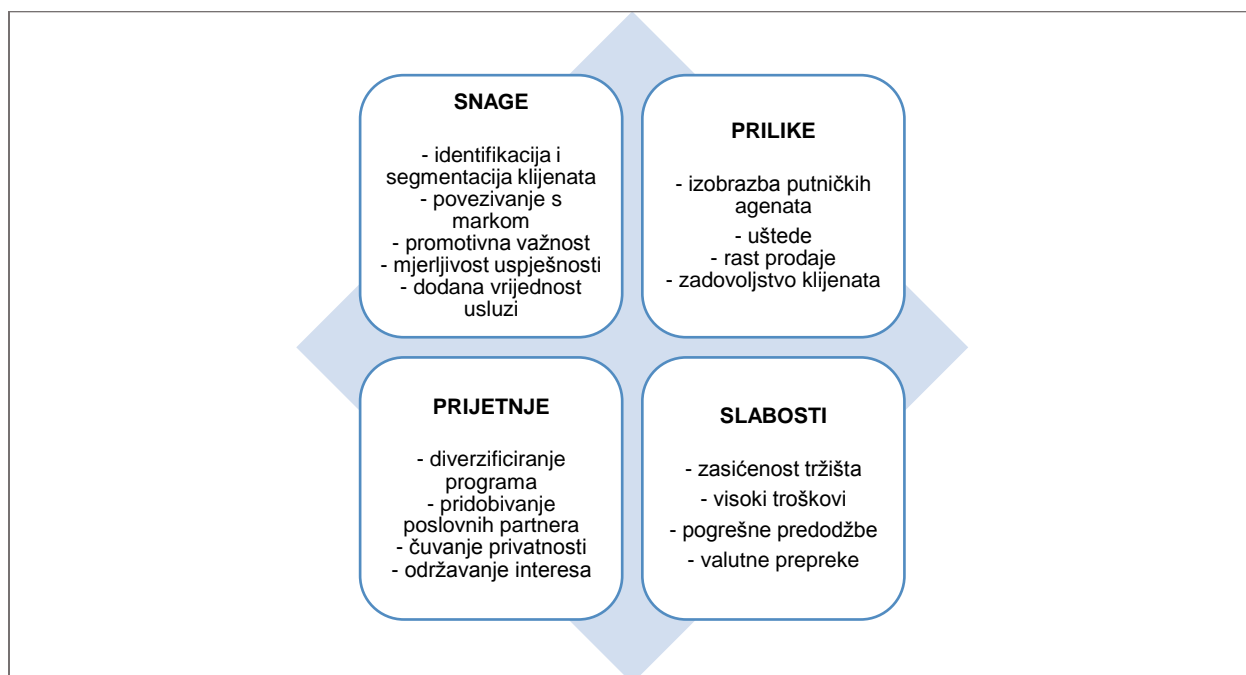 SNAGE
- identifikacija i
segmentacija klijenata
- povezivanje s
markom
- promotivna važnost
- mjerljivost uspješnosti
- dodana vrijednost
usluzi
PRILIKE
- izobrazba putničkih
agenata
- uštede
- rast prodaje
- zadovoljstvo klijenata
PRIJETNJE
- diverzificiranje
programa
- pridobivanje
poslovnih partnera
- čuvanje privatnosti
- održavanje interesa
SLABOSTI
- zasićenost tržišta
- visoki troškovi
- pogrešne predodžbe
- valutne prepreke